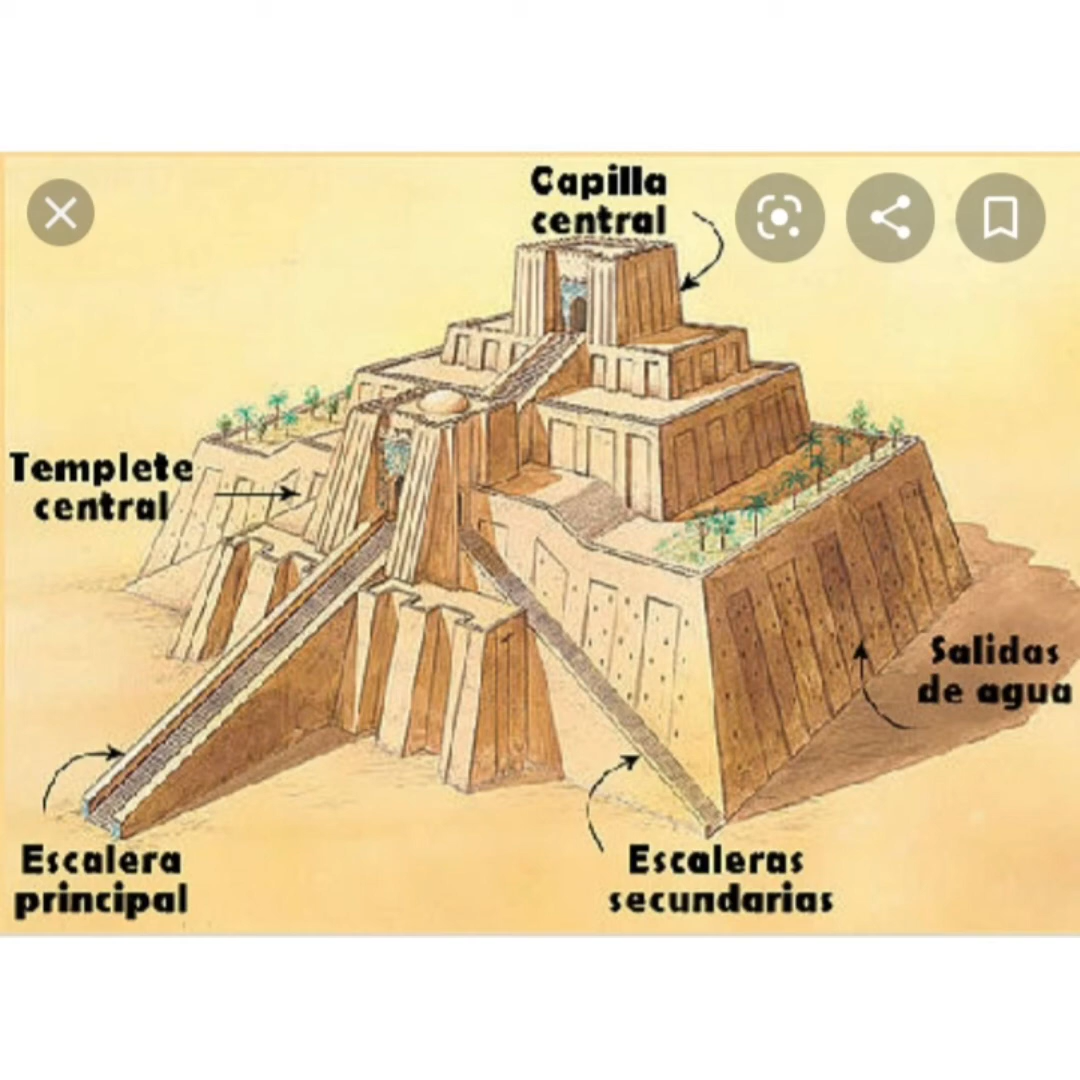 Capilla
central
Templete
central
Salidas
de agua
Escalera
principal
Escaleras
secundarias